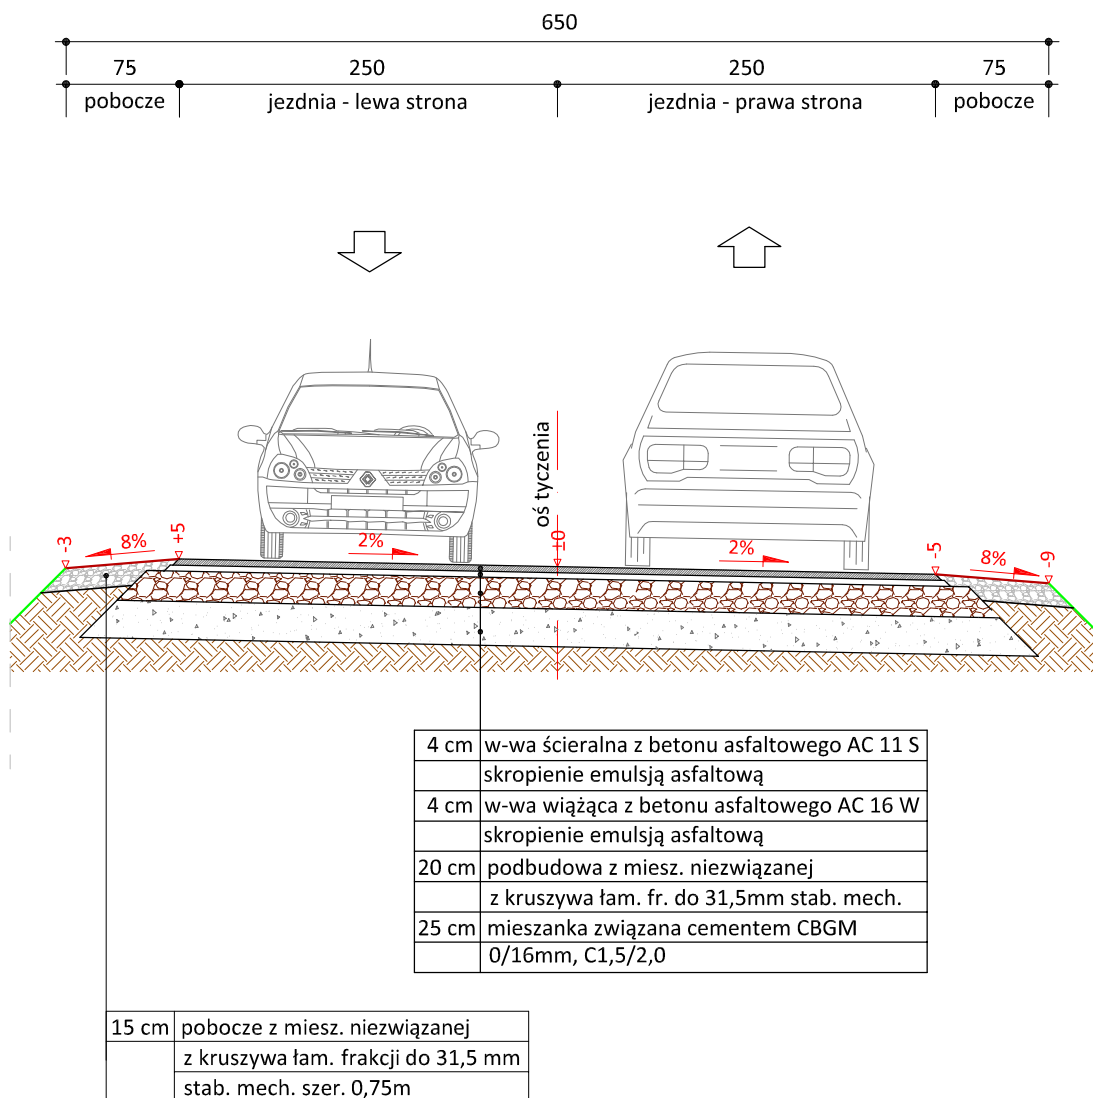 650
75 250 250 75
pobocze jezdnia - lewa strona jezdnia - prawa strona pobocze
oś tyczenia
-3 8% +5 2% ±0 2% -5 8% -9
4 cm w-wa ścieralna z betonu asfaltowego AC 11 S
skropienie emulsją asfaltową
4 cm w-wa wiążąca z betonu asfaltowego AC 16 W
skropienie emulsją asfaltową
20 cm podbudowa z miesz. niezwiązanej
z kruszywa łam. fr. do 31,5mm stab. mech.
25 cm mieszanka związana cementem CBGM
0/16mm, C1,5/2,0
15 cm pobocze z miesz. niezwiązanej
z kruszywa łam. frakcji do 31,5 mm
stab. mech. szer. 0,75m